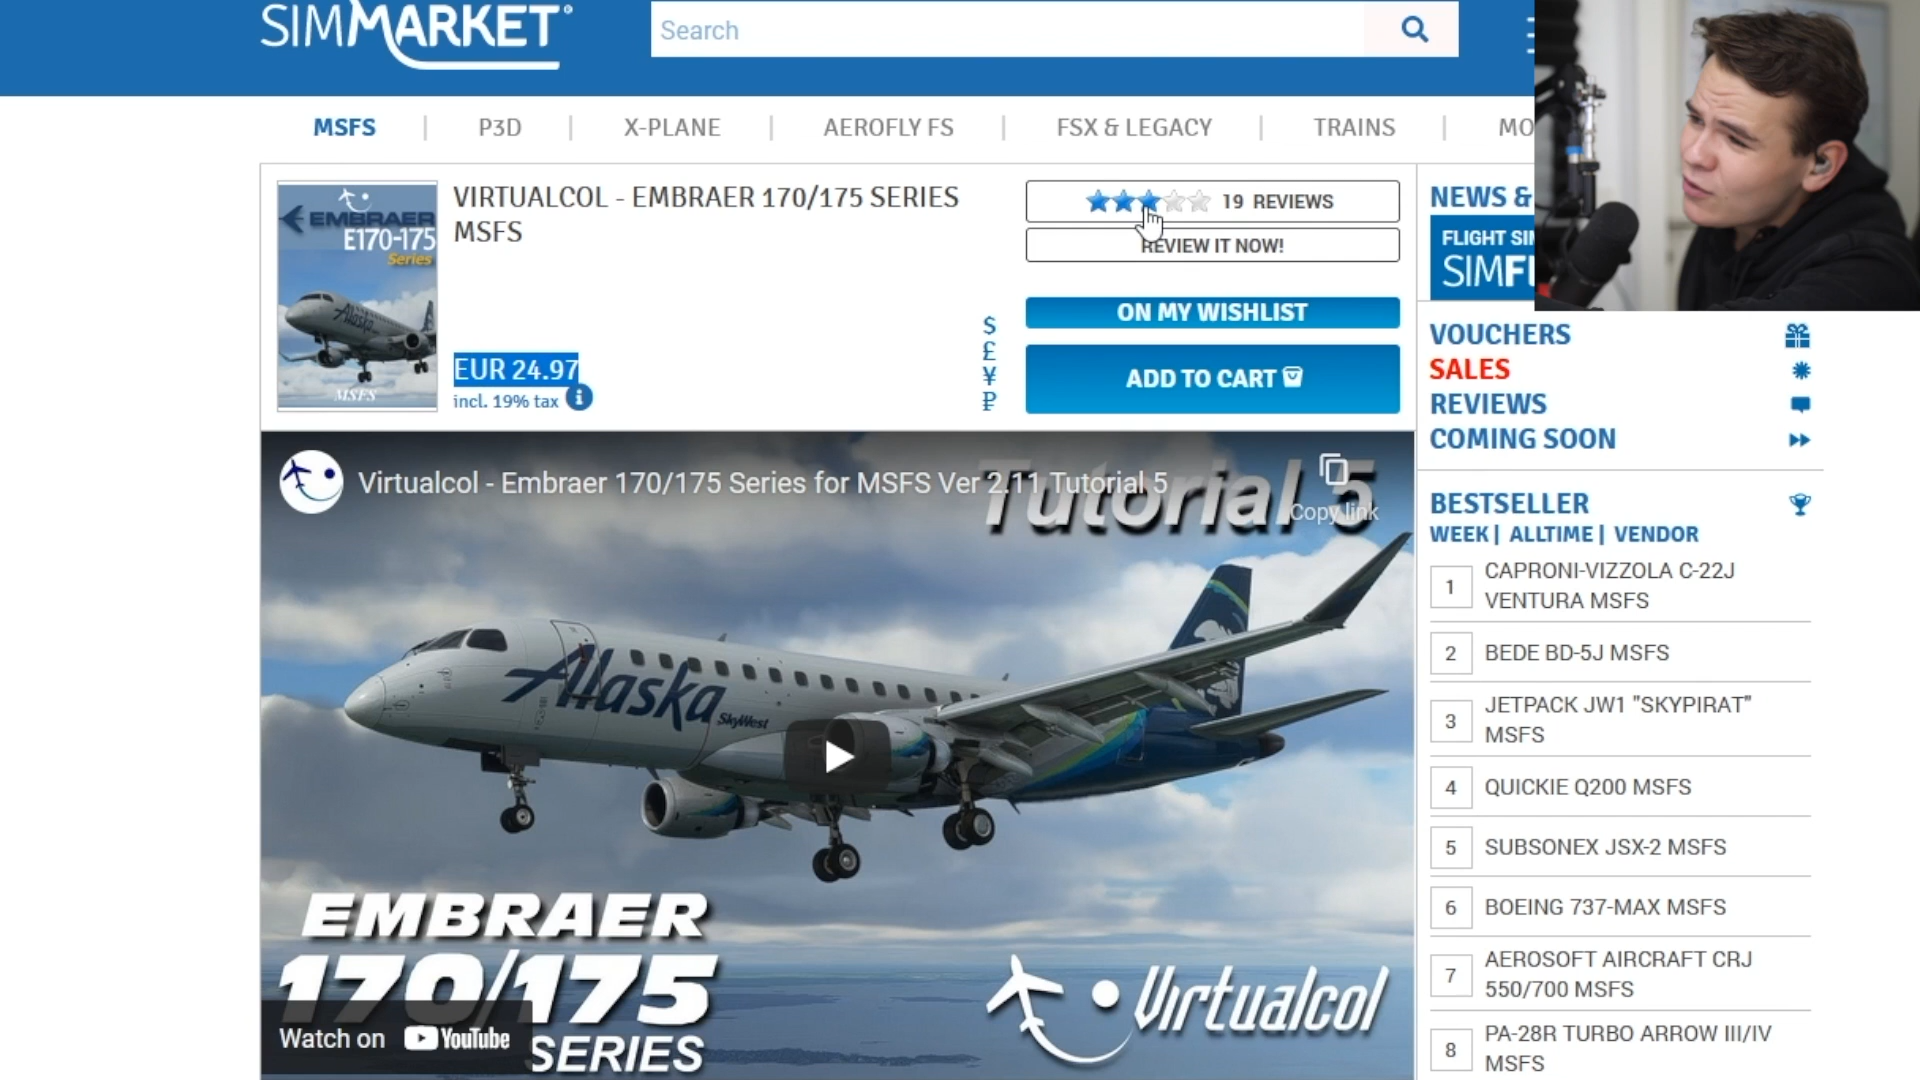 SIMMARKET
Search
MSFS | P3D | X-PLANE | AEROFLY FS | FSX & LEGACY | TRAINS | MO
EMBRAER
E170-175
Series
Alaska
MSFS
VIRTUALCOL - EMBRAER 170/175 SERIES
MSFS
EUR 24.97
incl. 19% tax
$
£
¥
₽
19 REVIEWS
REVIEW IT NOW!
ON MY WISHLIST
ADD TO CART
NEWS &
FLIGHT SI
SIMF
VOUCHERS
SALES
REVIEWS
COMING SOON
BESTSELLER
WEEK | ALLTIME | VENDOR
1 CAPRONI-VIZZOLA C-22J
VENTURA MSFS
2 BEDE BD-5J MSFS
3 JETPACK JW1 "SKYPIRAT"
MSFS
4 QUICKIE Q200 MSFS
5 SUBSONEX JSX-2 MSFS
6 BOEING 737-MAX MSFS
7 AEROSOFT AIRCRAFT CRJ
550/700 MSFS
8 PA-28R TURBO ARROW III/IV
MSFS
Virtualcol - Embraer 170/175 Series for MSFS Ver 2.11 Tutorial 5
Tutorial 5
Copy link
Alaska
SkyWest
EMBRAER
170/175
SERIES
Watch on YouTube
Virtualcol